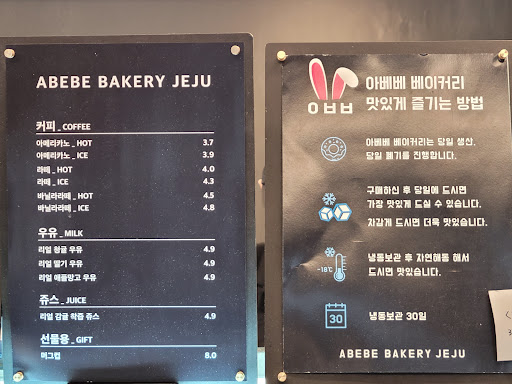 ABEBE BAKERY JEJU
커피 _ COFFEE
아메리카노 _ HOT 3.7
아메리카노 _ ICE 3.9
라떼 _ HOT 4.0
라떼 _ ICE 4.3
바닐라라떼 _ HOT 4.5
바닐라라떼 _ ICE 4.8
우유 _ MILK
리얼 청귤 우유 4.9
리얼 딸기 우유 4.9
리얼 애플망고 우유 4.9
쥬스 _ JUICE
리얼 감귤 착즙 쥬스 4.9
선물용 _ GIFT
머그컵 8.0
아베베 베이커리
맛있게 즐기는 방법
아베베 베이커리는 당일 생산,
당일 폐기를 진행합니다.
구매하신 후 당일에 드시면
가장 맛있게 드실 수 있습니다.
차갑게 드시면 더욱 맛있습니다.
-18℃
냉동보관 후 자연해동 해서
드시면 맛있습니다.
30
냉동보관 30일
ABEBE BAKERY JEJU